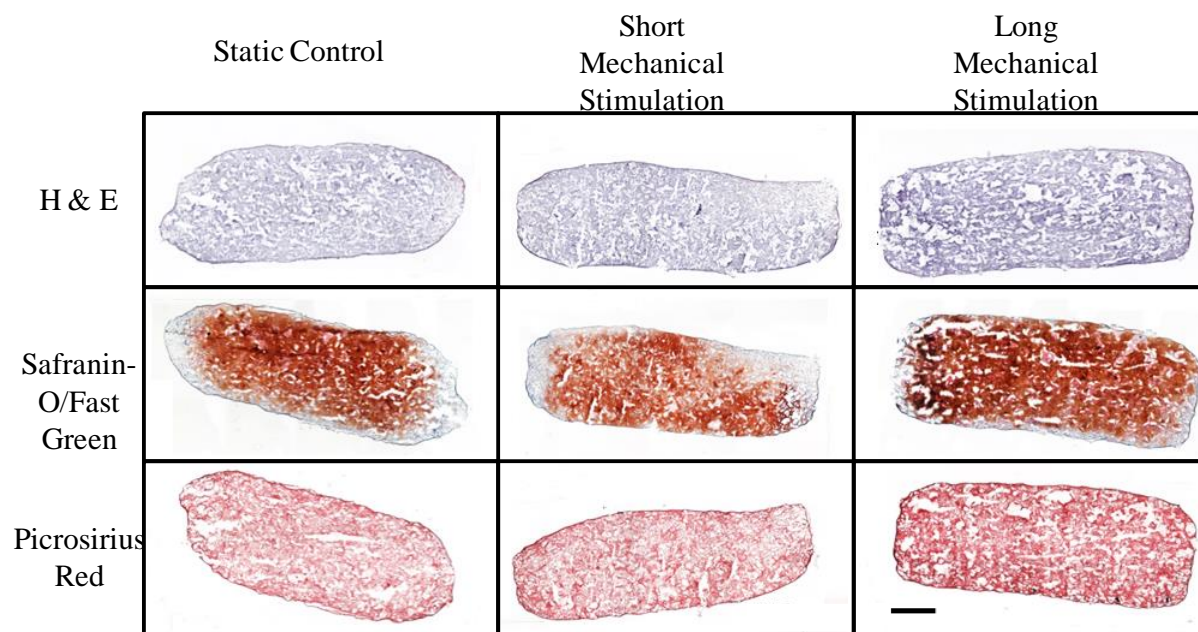 Static Control
Short
Mechanical
Stimulation
Long
Mechanical
Stimulation
H & E
Safranin-
O/Fast
Green
Picrosirius
Red